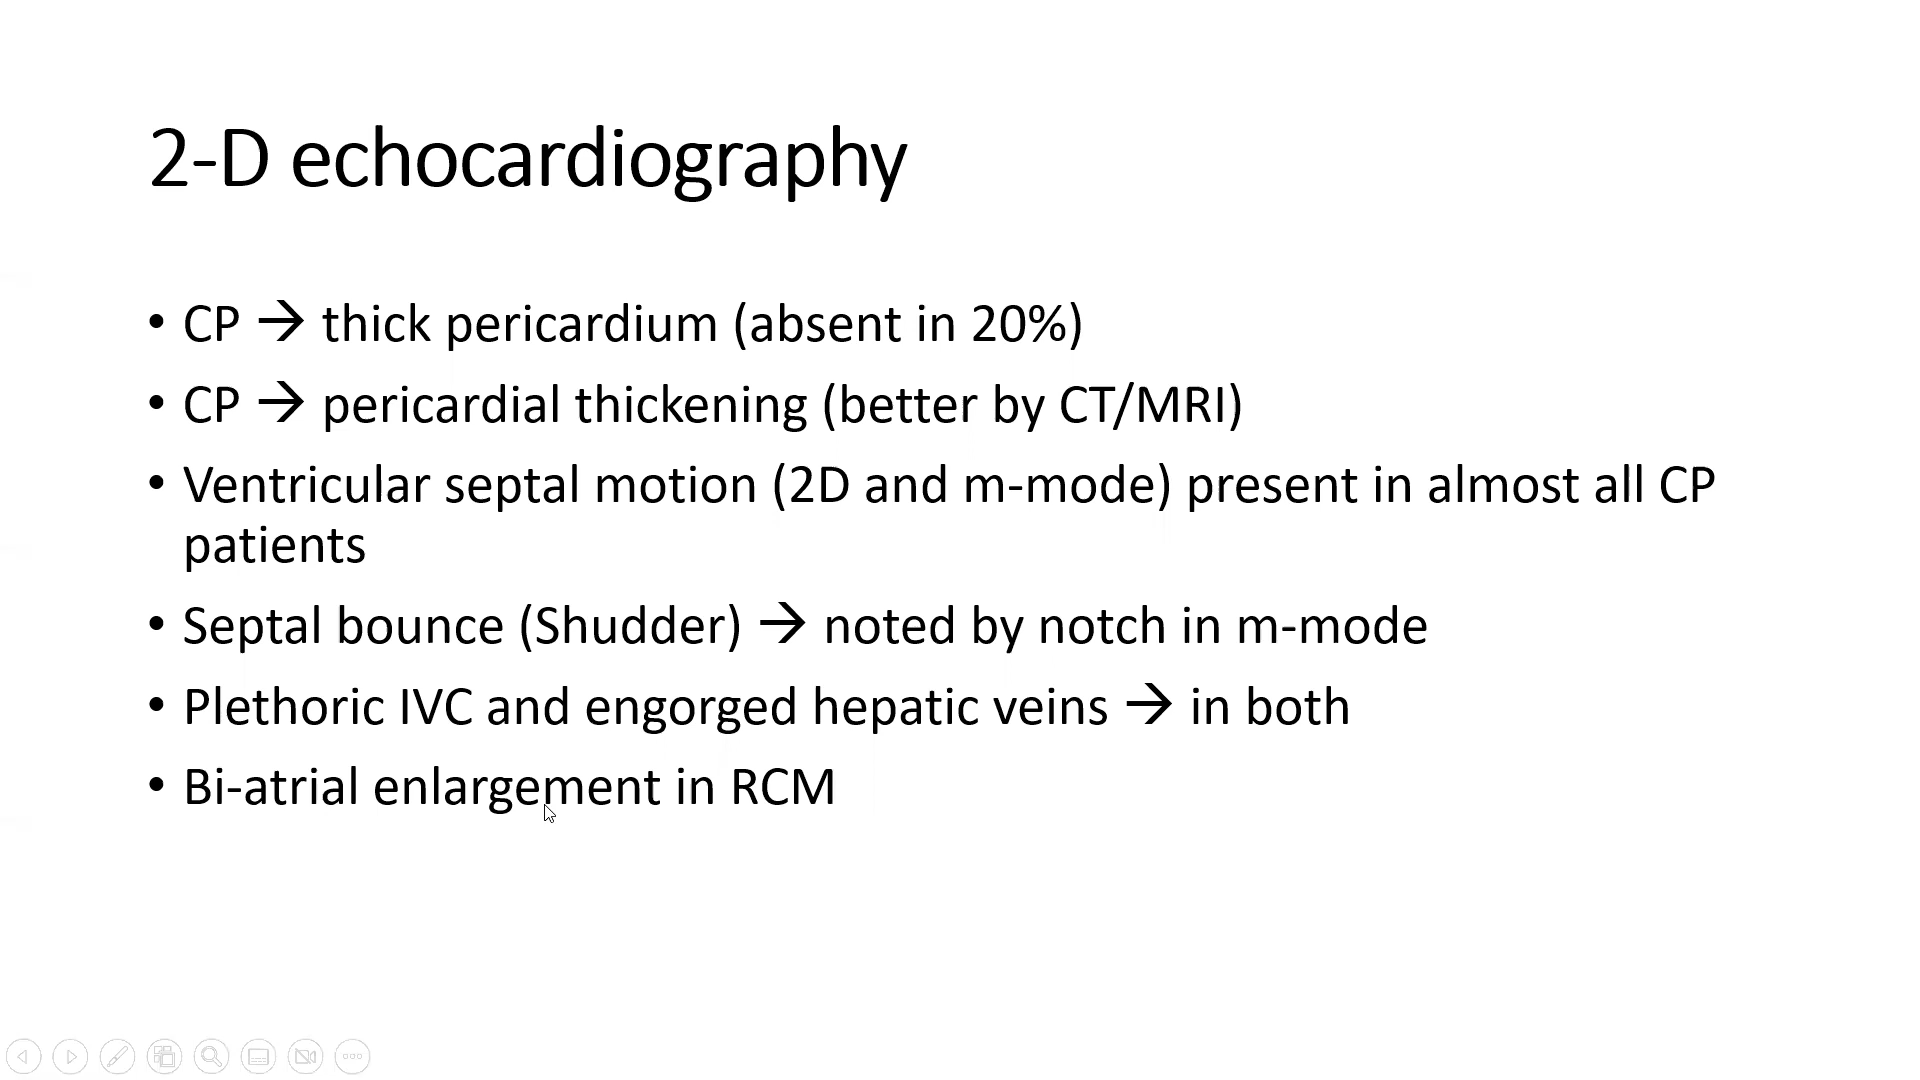 2-D echocardiography
• CP → thick pericardium (absent in 20%)
• CP → pericardial thickening (better by CT/MRI)
• Ventricular septal motion (2D and m-mode) present in almost all CP
patients
• Septal bounce (Shudder) → noted by notch in m-mode
• Plethoric IVC and engorged hepatic veins → in both
• Bi-atrial enlargement in RCM